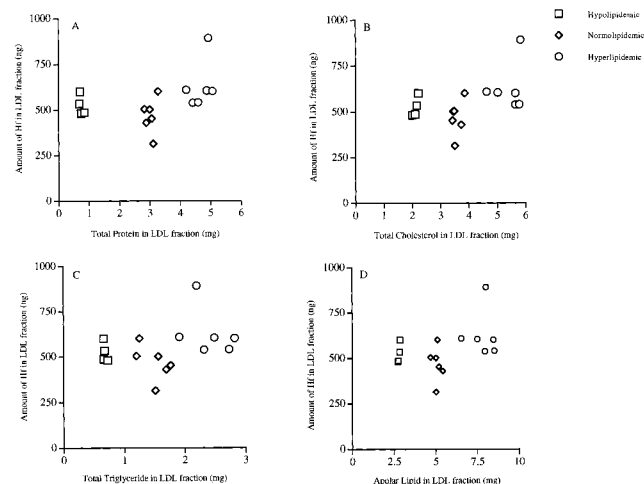 A
Amount of Hf in LDL fraction (ng)
1000
750
500
250
0
0 1 2 3 4 5 6
Total Protein in LDL fraction (mg)
B
Amount of Hf in LDL fraction (ng)
1000
750
500
250
0
0 1 2 3 4 5 6
Total Cholesterol in LDL fraction (mg)
Hypolipidemic
Normolipidemic
Hyperlipidemic
C
Amount of Hf in LDL fraction (ng)
1000
750
500
250
0
0 1 2 3
Total Triglyceride in LDL fraction (mg)
D
Amount of Hf in LDL fraction (ng)
1000
750
500
250
0
0 2.5 5 7.5 10
Apolar Lipid in LDL fraction (mg)